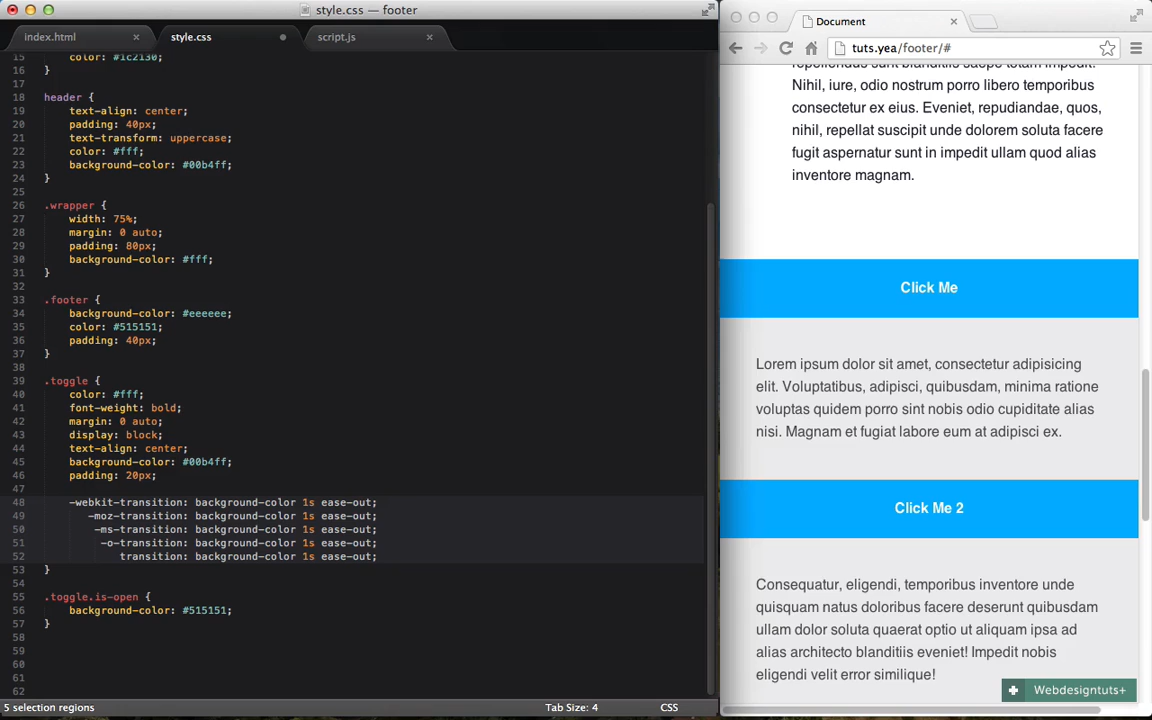 style.css — footer
index.html
style.css
script.js
15 color: #1c2130;
16 }
17
18 header {
19 text-align: center;
20 padding: 40px;
21 text-transform: uppercase;
22 color: #fff;
23 background-color: #00b4ff;
24 }
25
26 .wrapper {
27 width: 75%;
28 margin: 0 auto;
29 padding: 80px;
30 background-color: #fff;
31 }
32
33 .footer {
34 background-color: #eeeeee;
35 color: #515151;
36 padding: 40px;
37 }
38
39 .toggle {
40 color: #fff;
41 font-weight: bold;
42 margin: 0 auto;
43 display: block;
44 text-align: center;
45 background-color: #00b4ff;
46 padding: 20px;
47
48 -webkit-transition: background-color 1s ease-out;
49 -moz-transition: background-color 1s ease-out;
50 -ms-transition: background-color 1s ease-out;
51 -o-transition: background-color 1s ease-out;
52 transition: background-color 1s ease-out;
53 }
54
55 .toggle.is-open {
56 background-color: #515151;
57 }
58
59
60
61
62
5 selection regions
Tab Size: 4
CSS
Document
tuts.yea/footer/#
repellendus sunt blanditiis saepe totam impedit!
Nihil, iure, odio nostrum porro libero temporibus
consectetur ex eius. Eveniet, repudiandae, quos,
nihil, repellat suscipit unde dolorem soluta facere
fugit aspernatur sunt in impedit ullam quod alias
inventore magnam.
Click Me
Lorem ipsum dolor sit amet, consectetur adipisicing
elit. Voluptatibus, adipisci, quibusdam, minima ratione
voluptas quidem porro sint nobis odio cupiditate alias
nisi. Magnam et fugiat labore eum at adipisci ex.
Click Me 2
Consequatur, eligendi, temporibus inventore unde
quisquam natus doloribus facere deserunt quibusdam
ullam dolor soluta quaerat optio ut aliquam ipsa ad
alias architecto blanditiis eveniet! Impedit nobis
eligendi velit error similique!
Webdesigntuts+